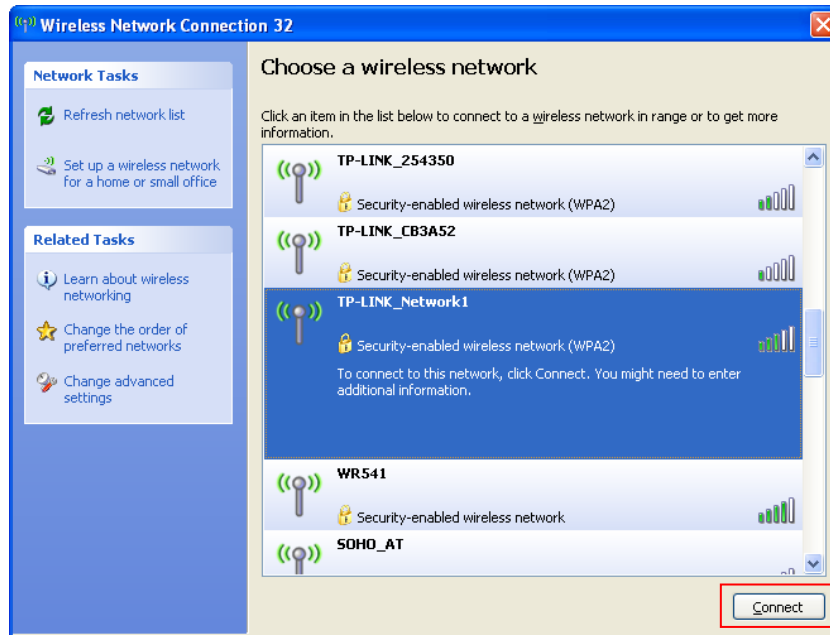 Wireless Network Connection 32
Network Tasks
Refresh network list
Set up a wireless network
for a home or small office
Related Tasks
Learn about wireless
networking
Change the order of
preferred networks
Change advanced
settings
Choose a wireless network
Click an item in the list below to connect to a wireless network in range or to get more
information.
TP-LINK_254350
Security-enabled wireless network (WPA2)
TP-LINK_CB3A52
Security-enabled wireless network (WPA2)
TP-LINK_Network1
Security-enabled wireless network (WPA2)
To connect to this network, click Connect. You might need to enter
additional information.
WR541
Security-enabled wireless network
SOHO_AT
Connect